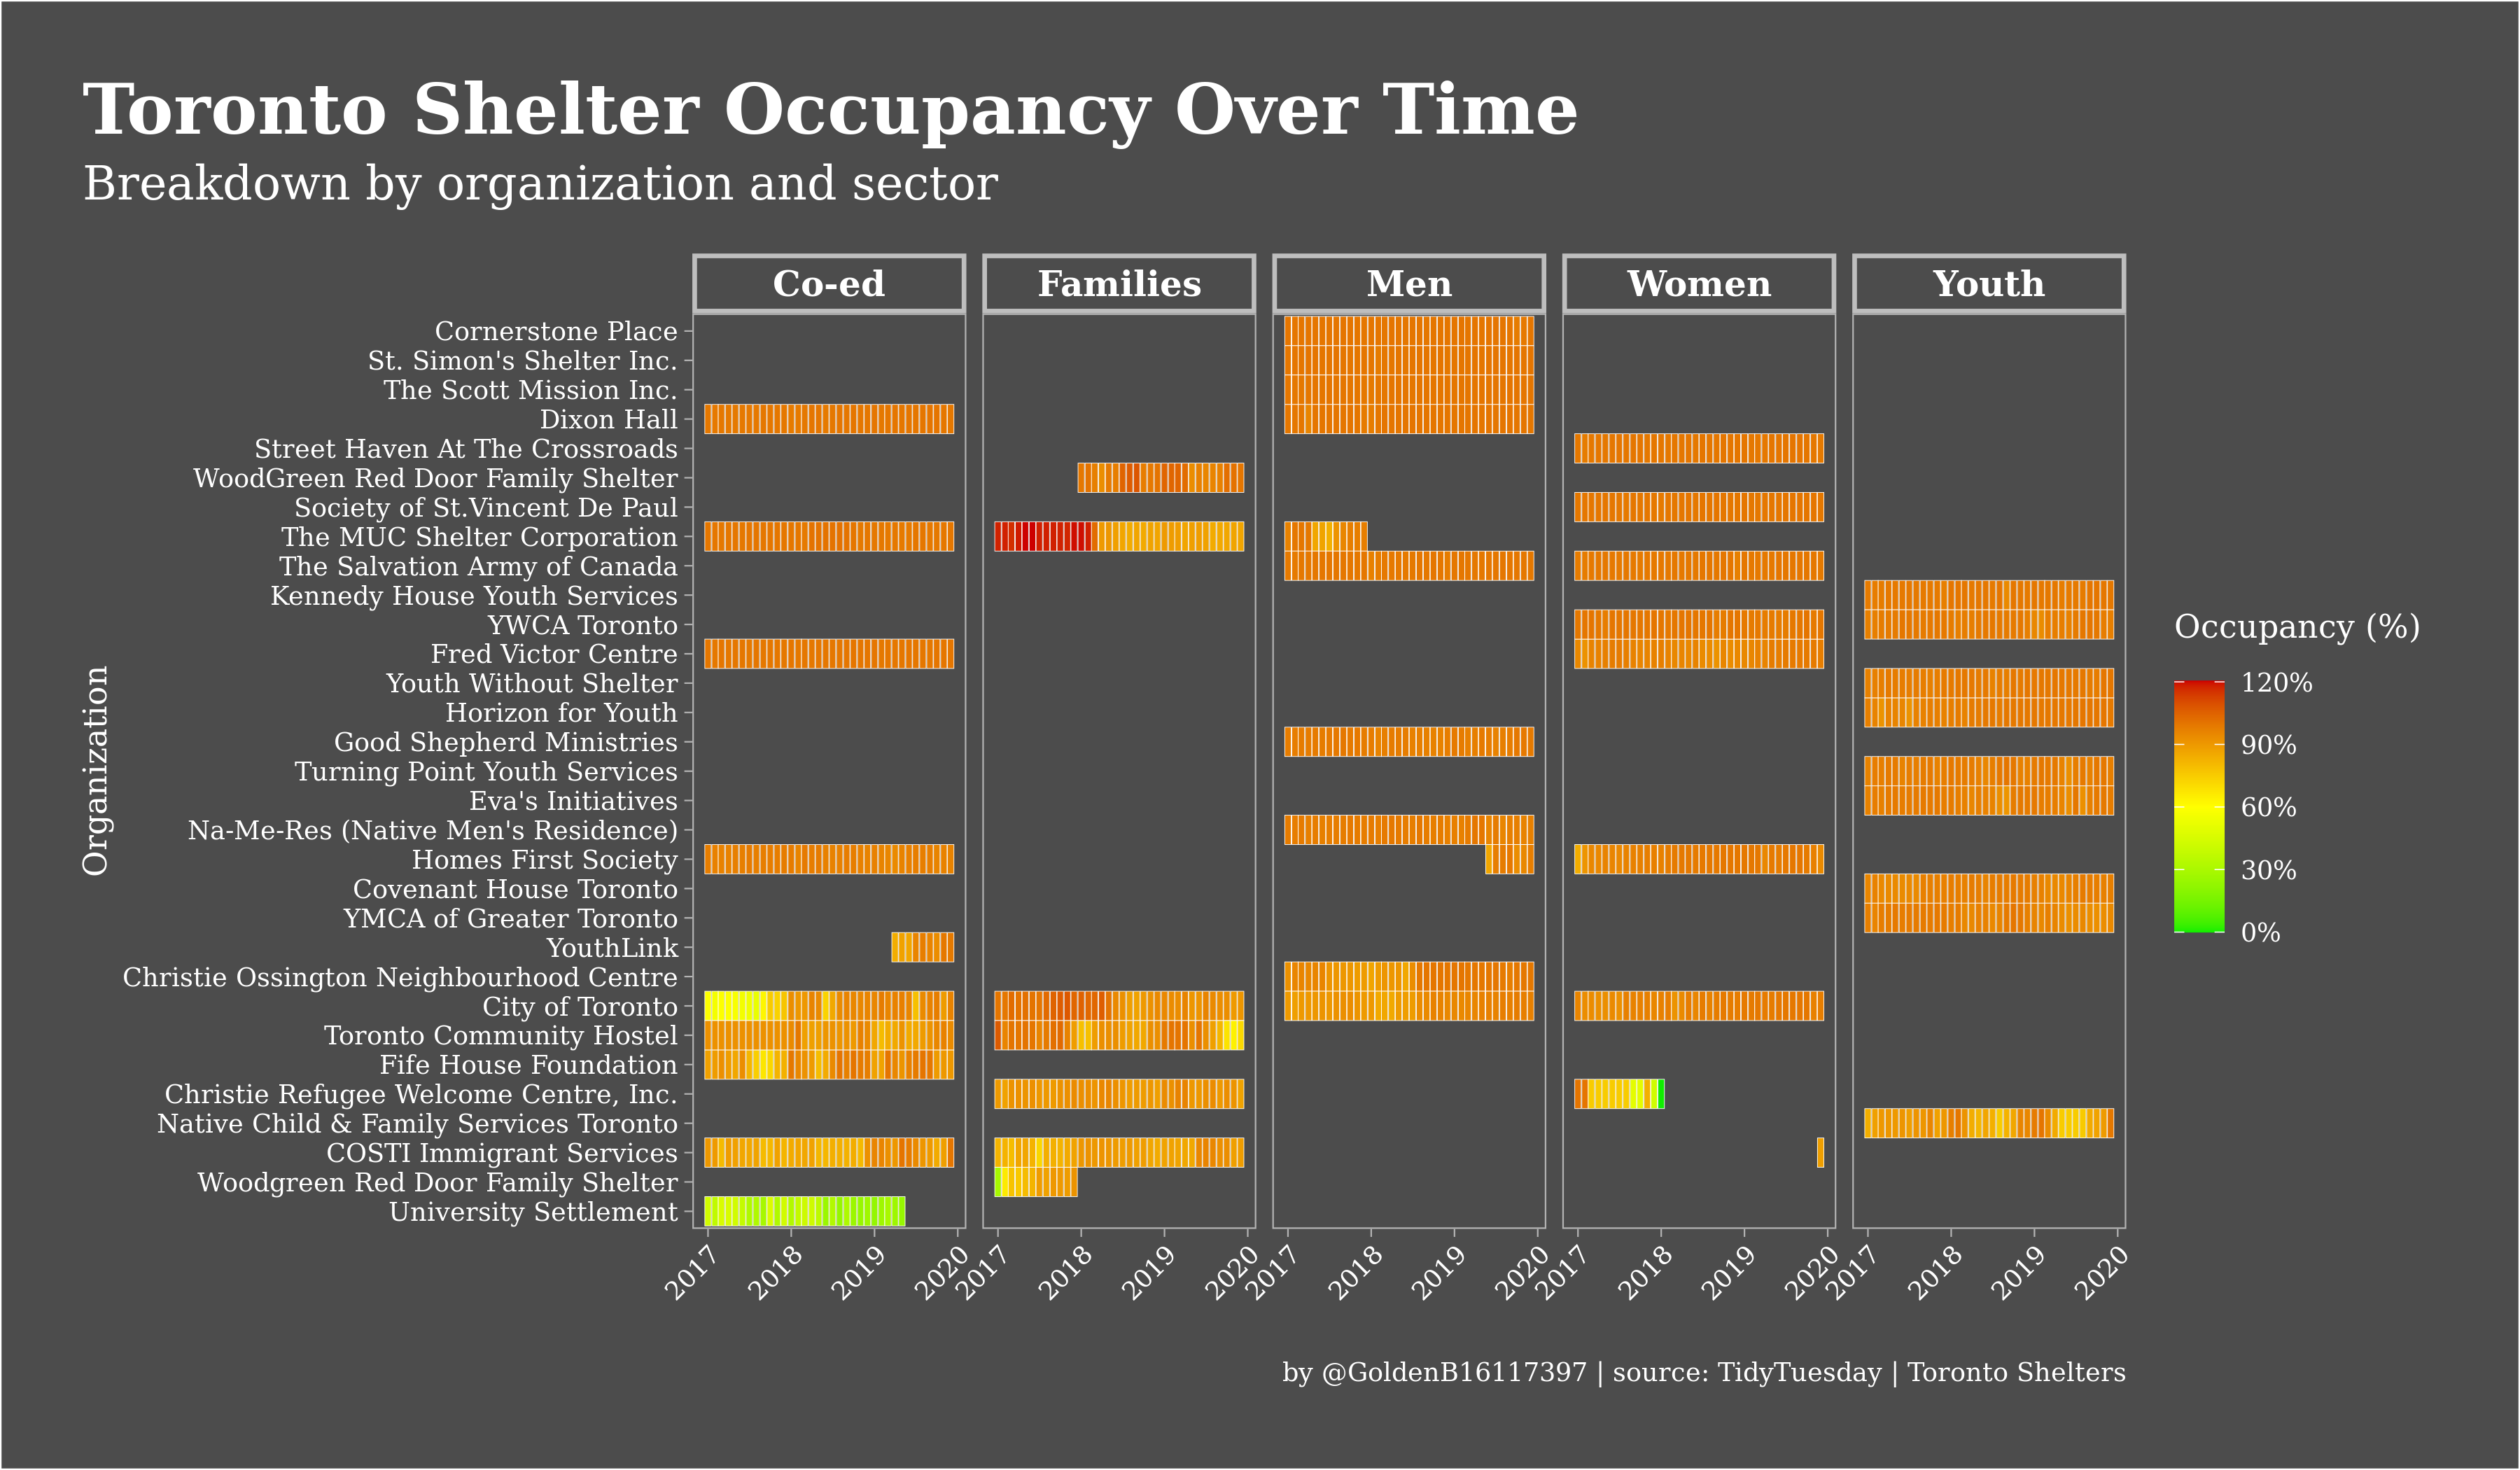 Toronto Shelter Occupancy Over Time
Breakdown by organization and sector
Co-ed
Families
Men
Women
Youth
Organization
Cornerstone Place
St. Simon's Shelter Inc.
The Scott Mission Inc.
Dixon Hall
Street Haven At The Crossroads
WoodGreen Red Door Family Shelter
Society of St.Vincent De Paul
The MUC Shelter Corporation
The Salvation Army of Canada
Kennedy House Youth Services
YWCA Toronto
Fred Victor Centre
Youth Without Shelter
Horizon for Youth
Good Shepherd Ministries
Turning Point Youth Services
Eva's Initiatives
Na-Me-Res (Native Men's Residence)
Homes First Society
Covenant House Toronto
YMCA of Greater Toronto
YouthLink
Christie Ossington Neighbourhood Centre
City of Toronto
Toronto Community Hostel
Fife House Foundation
Christie Refugee Welcome Centre, Inc.
Native Child & Family Services Toronto
COSTI Immigrant Services
Woodgreen Red Door Family Shelter
University Settlement
2017 2018 2019 2020
2017 2018 2019 2020
2017 2018 2019 2020
2017 2018 2019 2020
2017 2018 2019 2020
Occupancy (%)
120%
90%
60%
30%
0%
by @GoldenB16117397 | source: TidyTuesday | Toronto Shelters